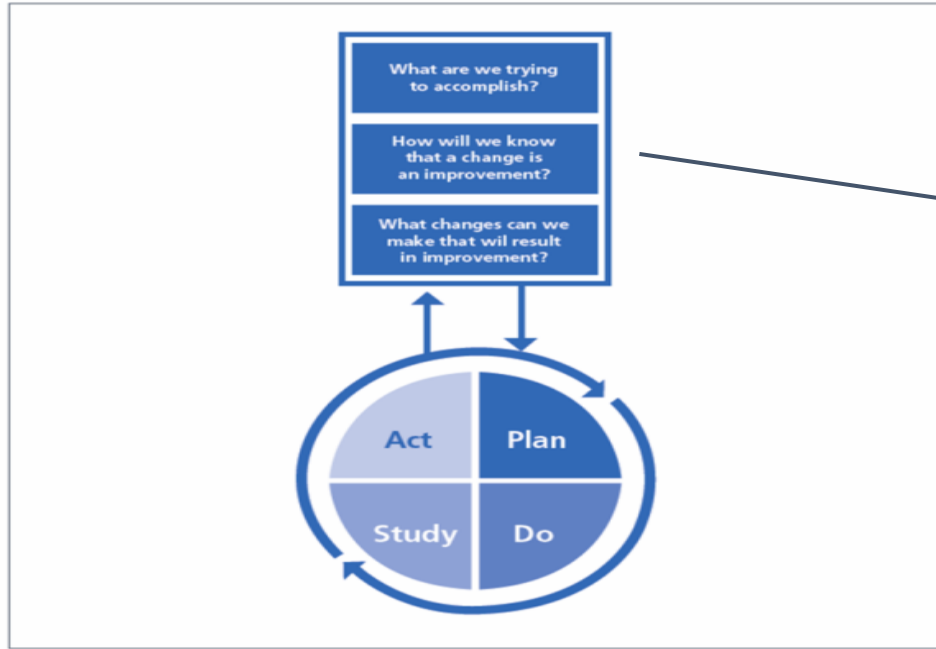 What are we trying
to accomplish?
How will we know
that a change is
an improvement?
What changes can we
make that wil result
in improvement?
Act
Plan
Study
Do